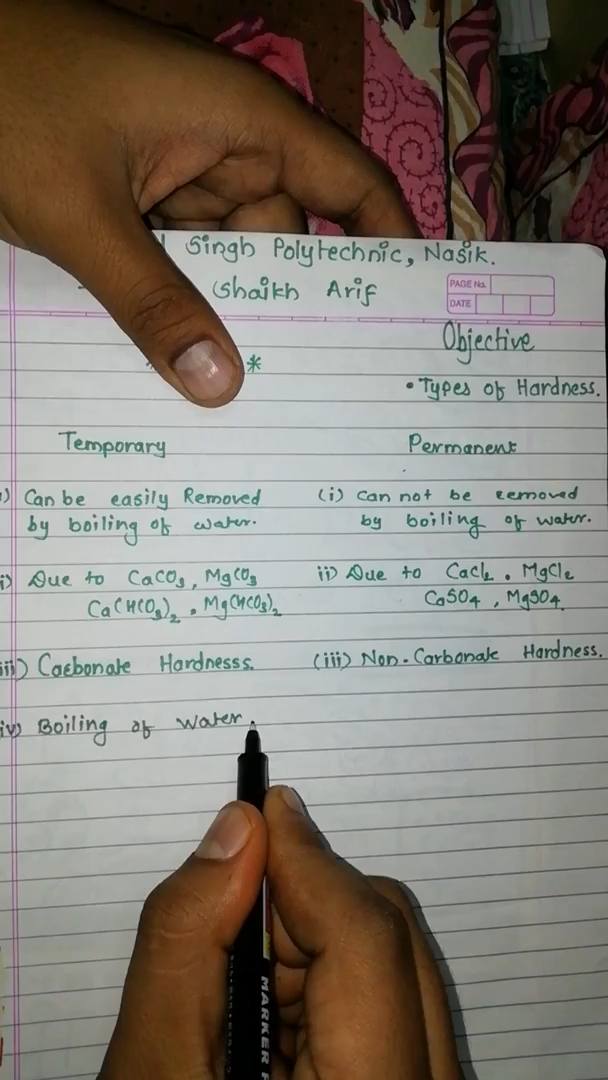 Singh Polytechnic, Nasik.
Shaikh Arif
PAGE No.
DATE
Objective
*
• Types of Hardness.
Temporary
Permanent
i) Can be easily Removed
by boiling of water.
(i) Can not be removed
by boiling of water.
i) Due to CaCO3, MgCO3
Ca(HCO3)2, Mg(HCO3)2
ii) Due to CaCl2, MgCl2
CaSO4, MgSO4
iii) Carbonate Hardnesss.
(iii) Non-Carbonate Hardness.
iv) Boiling of water
MARKER